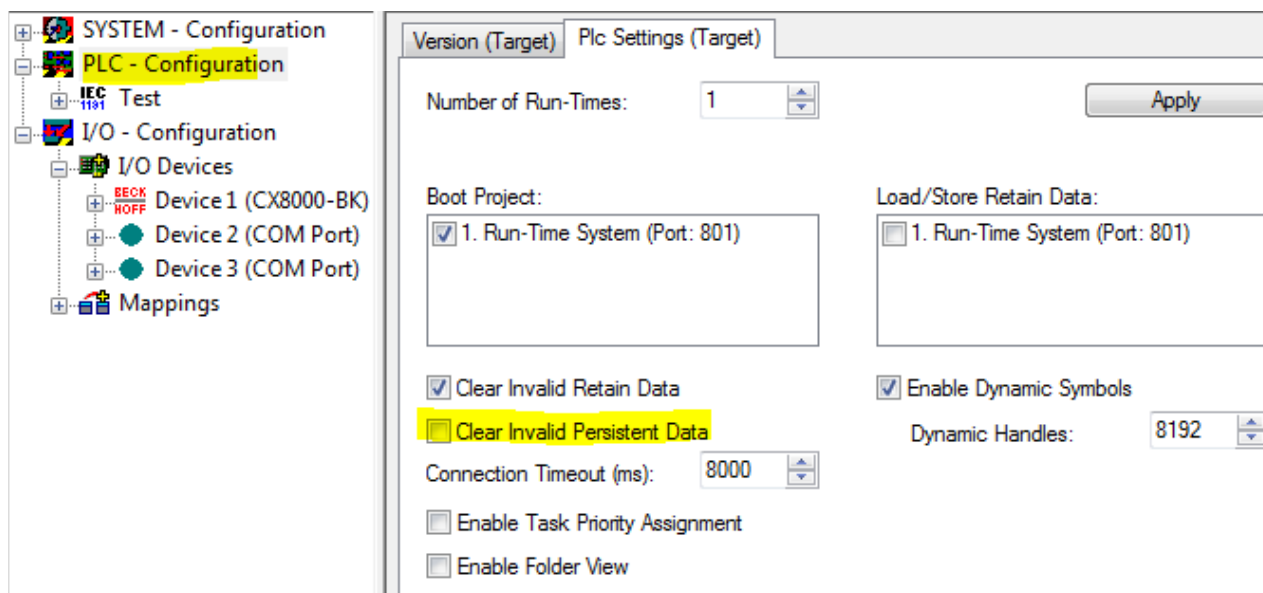 SYSTEM - Configuration
PLC - Configuration
IEC
1131
Test
I/O - Configuration
I/O Devices
BECK
HOFF
Device 1 (CX8000-BK)
Device 2 (COM Port)
Device 3 (COM Port)
Mappings
Version (Target)
Plc Settings (Target)
Number of Run-Times:
1
Apply
Boot Project:
Load/Store Retain Data:
1. Run-Time System (Port: 801)
1. Run-Time System (Port: 801)
Clear Invalid Retain Data
Enable Dynamic Symbols
Clear Invalid Persistent Data
Dynamic Handles:
8192
Connection Timeout (ms):
8000
Enable Task Priority Assignment
Enable Folder View